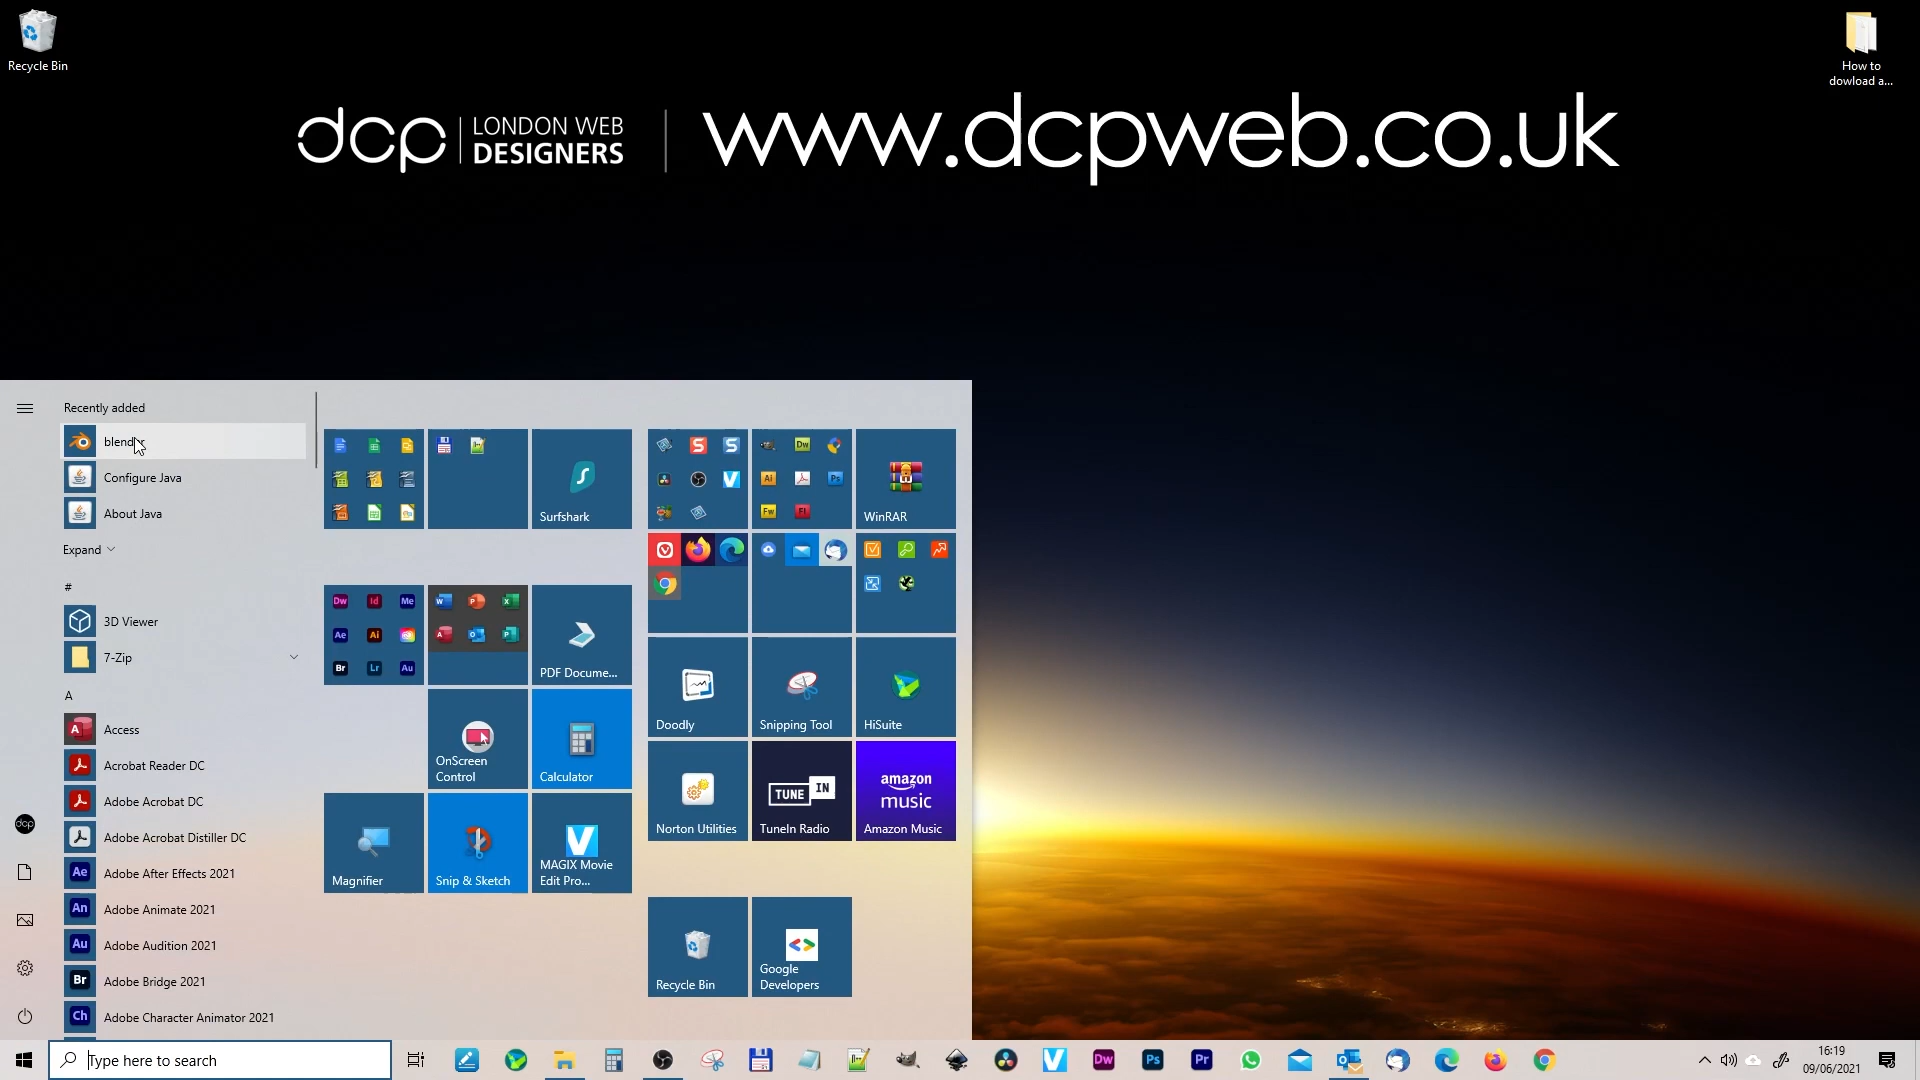 Recycle Bin
How to
dowload a...
dcp
LONDON WEB
DESIGNERS
www.dcpweb.co.uk
Recently added
blender
Configure Java
About Java
Expand
#
3D Viewer
7-Zip
A
Access
Acrobat Reader DC
Adobe Acrobat DC
Adobe Acrobat Distiller DC
Adobe After Effects 2021
Adobe Animate 2021
Adobe Audition 2021
Adobe Bridge 2021
Adobe Character Animator 2021
Surfshark
WinRAR
PDF Docume...
Doodly
Snipping Tool
HiSuite
OnScreen
Control
Calculator
Norton Utilities
TUNE IN
TuneIn Radio
amazon
music
Amazon Music
Magnifier
Snip & Sketch
MAGIX Movie
Edit Pro...
Recycle Bin
Google
Developers
Type here to search
16:19
09/06/2021